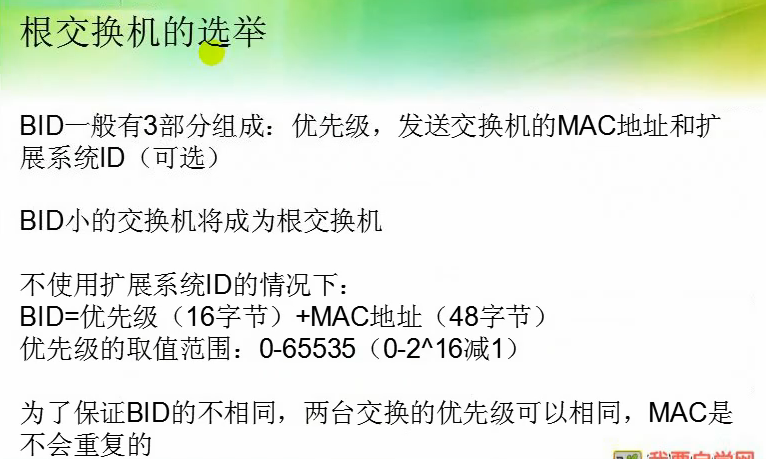 根交换机的选举
BID一般有3部分组成：优先级，发送交换机的MAC地址和扩
展系统ID（可选）
BID小的交换机将成为根交换机
不使用扩展系统ID的情况下：
BID=优先级（16字节）+MAC地址（48字节）
优先级的取值范围：0-65535（0-2^16减1）
为了保证BID的不相同，两台交换的优先级可以相同，MAC是
不会重复的
我要自学网